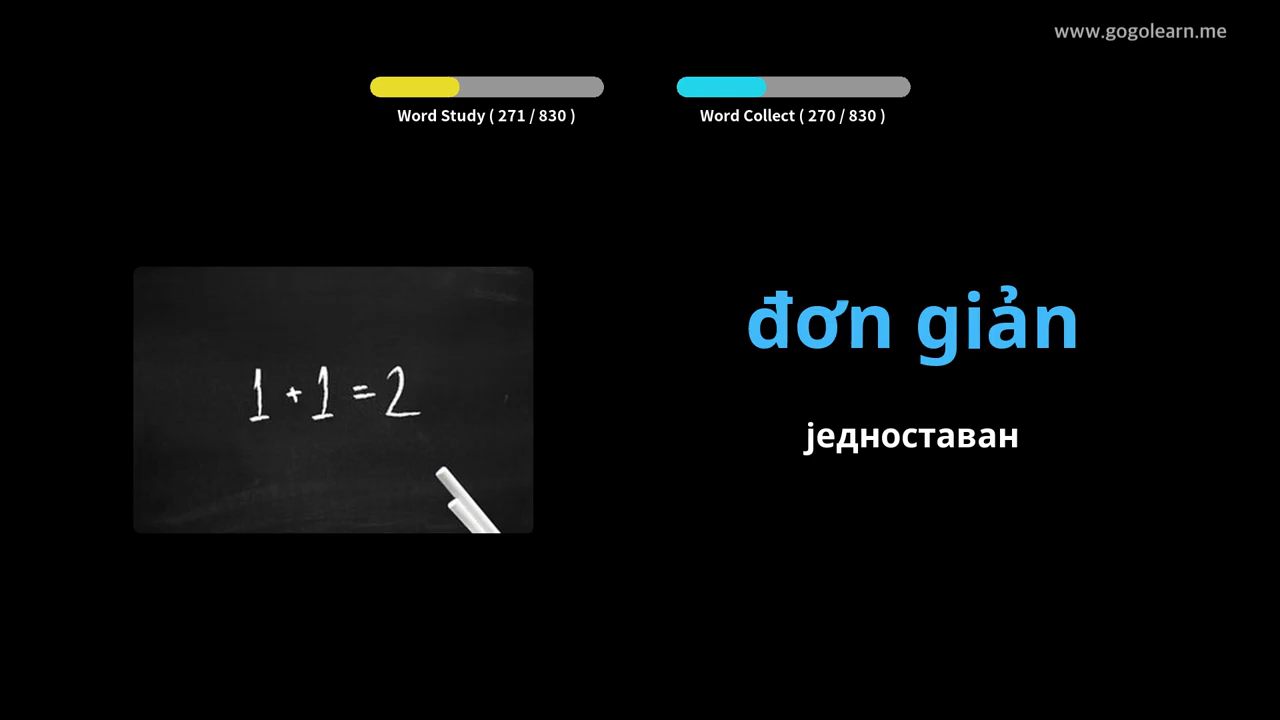 www.gogolearn.me
Word Study ( 271 / 830 )
Word Collect ( 270 / 830 )
1 + 1 = 2
đơn giản
једноставан